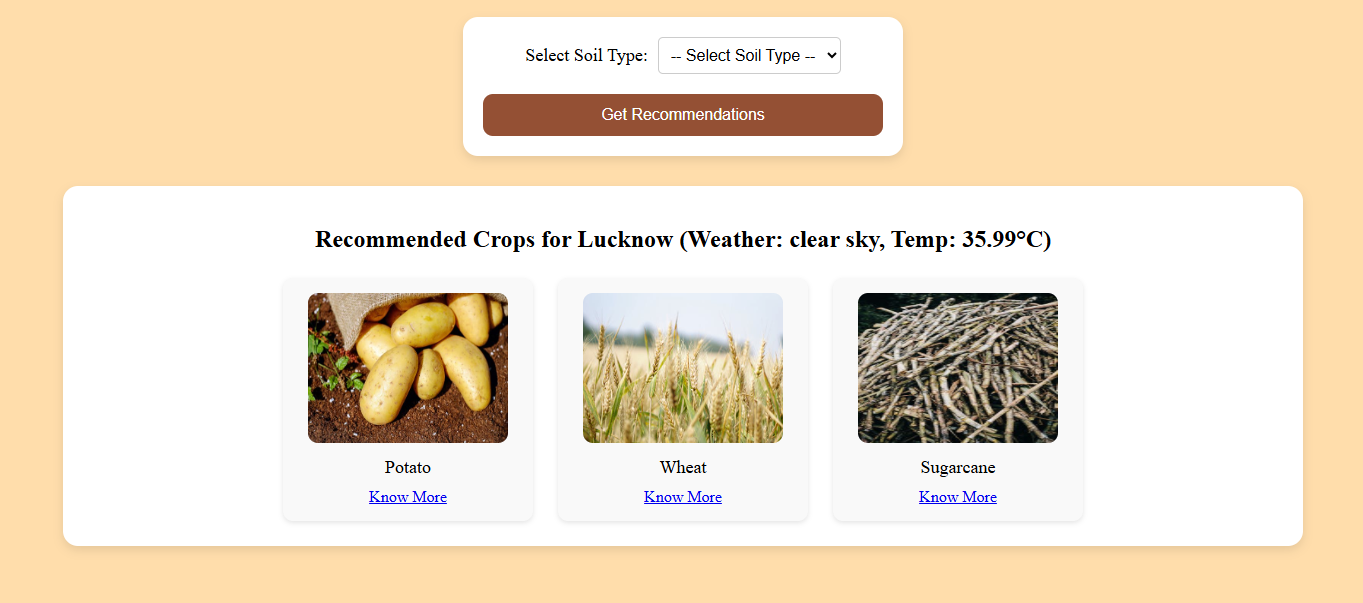 Select Soil Type: -- Select Soil Type --
Get Recommendations
Recommended Crops for Lucknow (Weather: clear sky, Temp: 35.99°C)
Potato Wheat Sugarcane
Know More Know More Know More